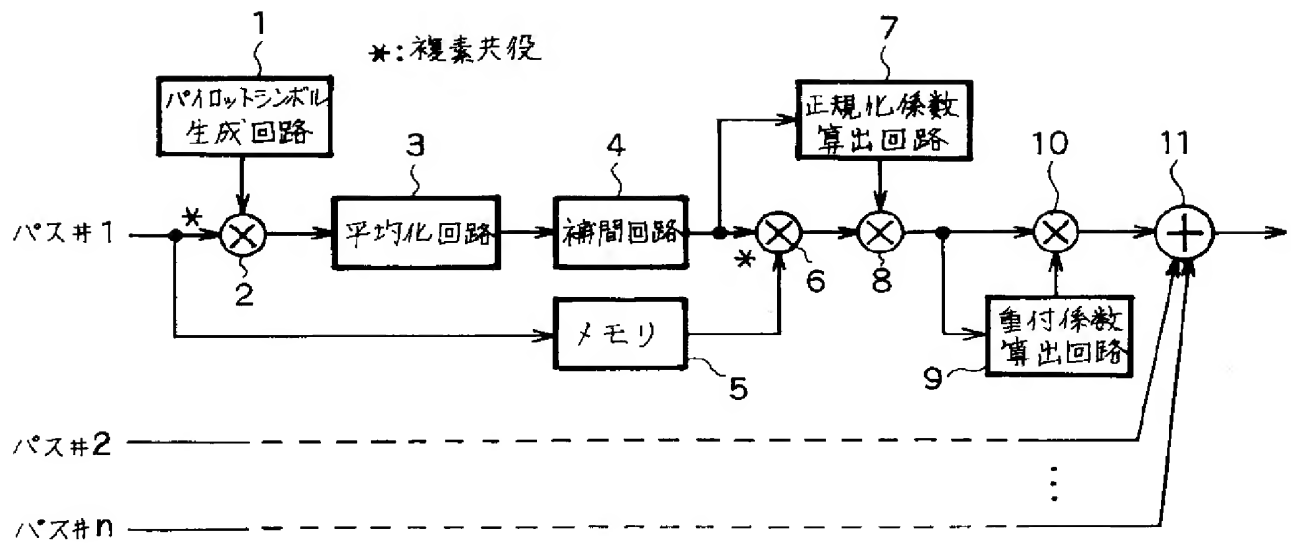 1
*:複素共役
7
パイロットシンボル
生成回路
正規化係数
算出回路
3
4
10
11
パス#1
*
平均化回路
補間回路
*
2
6
8
メモリ
重付係数
算出回路
5
9
パス#2
パス#n